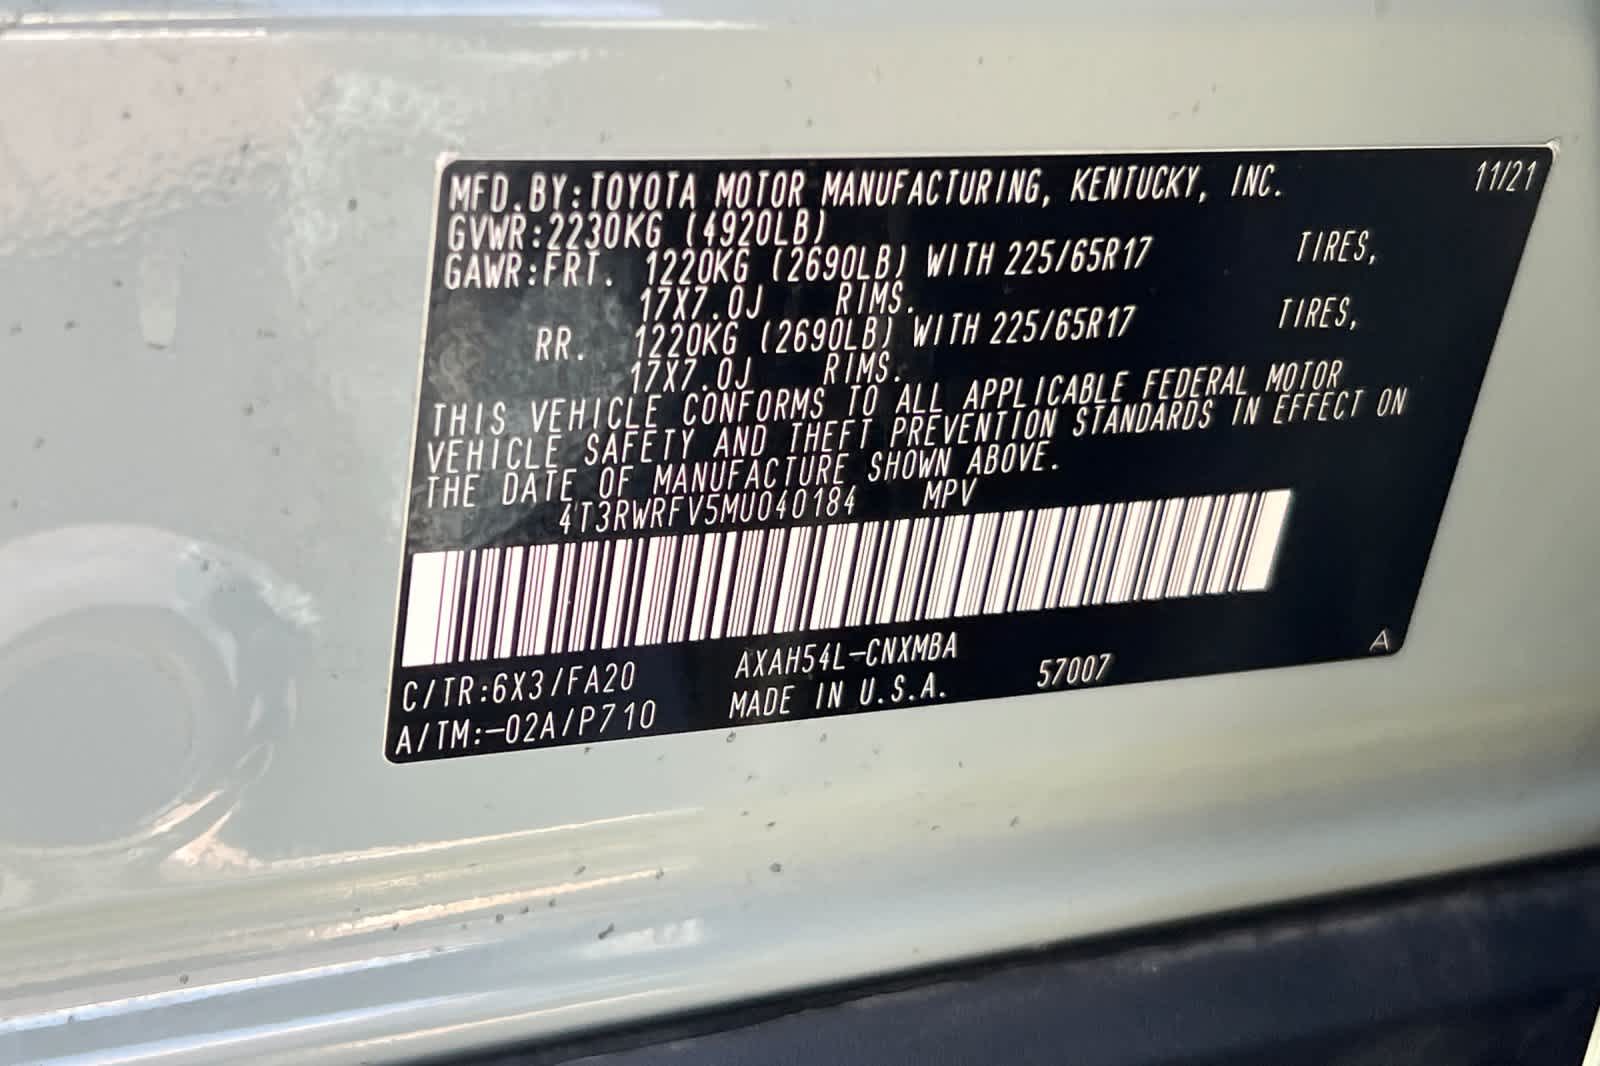 MFD.BY:TOYOTA MOTOR MANUFACTURING, KENTUCKY, INC. 11/21
GVWR:2230KG (4920LB)
GAWR:FRT. 1220KG (2690LB) WITH 225/65R17 TIRES,
17X7.0J RIMS.
RR. 1220KG (2690LB) WITH 225/65R17 TIRES,
17X7.0J RIMS.
THIS VEHICLE CONFORMS TO ALL APPLICABLE FEDERAL MOTOR
VEHICLE SAFETY AND THEFT PREVENTION STANDARDS IN EFFECT ON
THE DATE OF MANUFACTURE SHOWN ABOVE.
4T3RWRFV5MU040184 MPV
C/TR:6X3/FA20 AXAH54L-CNXMBA A
A/TM:-02A/P710 MADE IN U.S.A. 57007